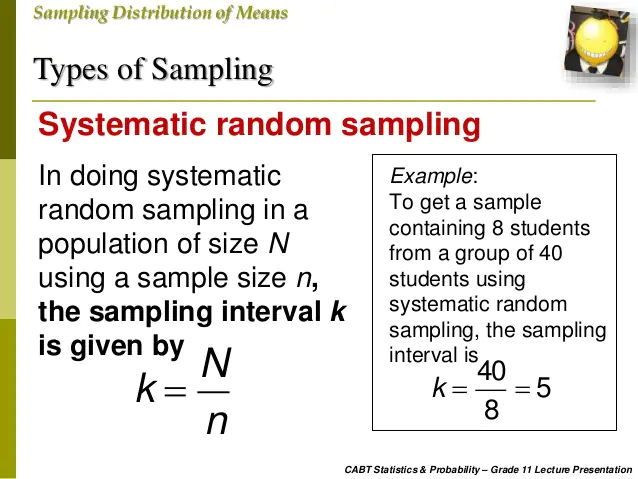 Sampling Distribution of Means
Types of Sampling
Systematic random sampling
In doing systematic
random sampling in a
population of size N
using a sample size n,
the sampling interval k
is given by
k = N/n
Example:
To get a sample
containing 8 students
from a group of 40
students using
systematic random
sampling, the sampling
interval is
k = 40/8 = 5
CABT Statistics & Probability – Grade 11 Lecture Presentation